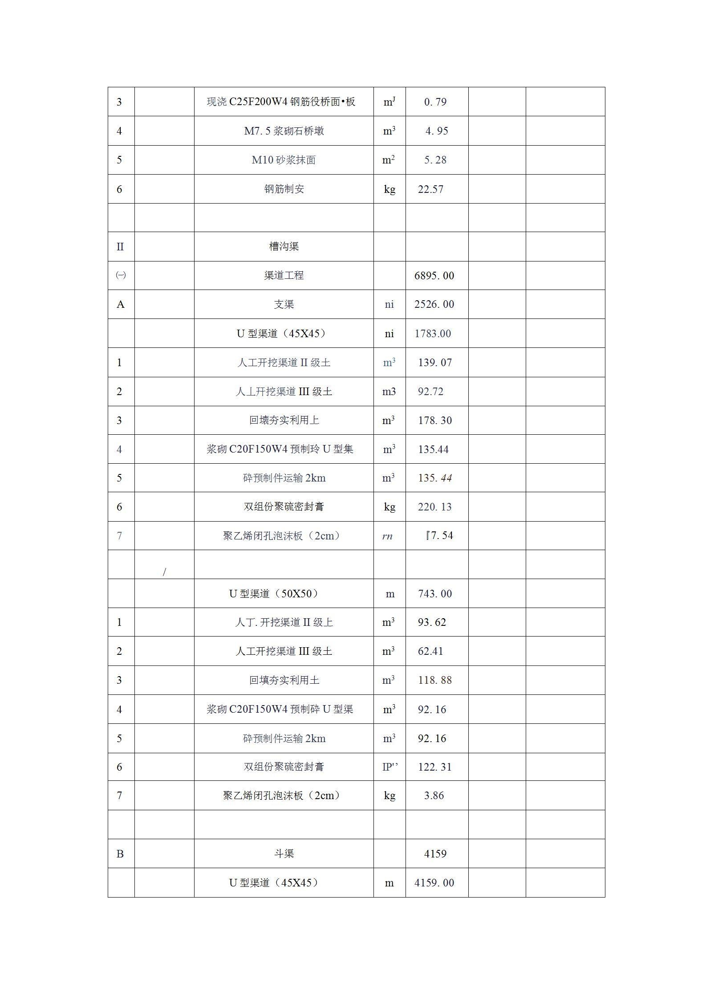 3 现浇 C25F200W4 钢筋役桥面•板 mJ 0. 79
4 M7. 5 浆砌石桥墩 m3 4. 95
5 M10 砂浆抹面 m2 5. 28
6 钢筋制安 kg 22.57
II 槽沟渠
㈠ 渠道工程 6895. 00
A 支渠 ni 2526. 00
U 型渠道（45X45） ni 1783.00
1 人工开挖渠道 II 级土 m3 139. 07
2 人丄开挖渠道 III 级土 m3 92.72
3 回壊夯实利用上 m3 178. 30
4 浆砌 C20F150W4 预制玲 U 型集 m3 135.44
5 砕预制件运输 2km m3 135. 44
6 双组份聚硫密封膏 kg 220. 13
7 聚乙烯闭孔泡沫板（2cm） rn 『7. 54
/
U 型渠道（50X50） m 743. 00
1 人丁. 开挖渠道 II 级上 m3 93. 62
2 人工开挖渠道 III 级土 m3 62.41
3 回填夯实利用土 m3 118. 88
4 浆砌 C20F150W4 预制砕 U 型渠 m3 92. 16
5 砕预制件运输 2km m3 92. 16
6 双组份聚硫密封膏 IP'’ 122. 31
7 聚乙烯闭孔泡沫板（2cm） kg 3.86
B 斗渠 4159
U 型渠道（45X45） m 4159. 00